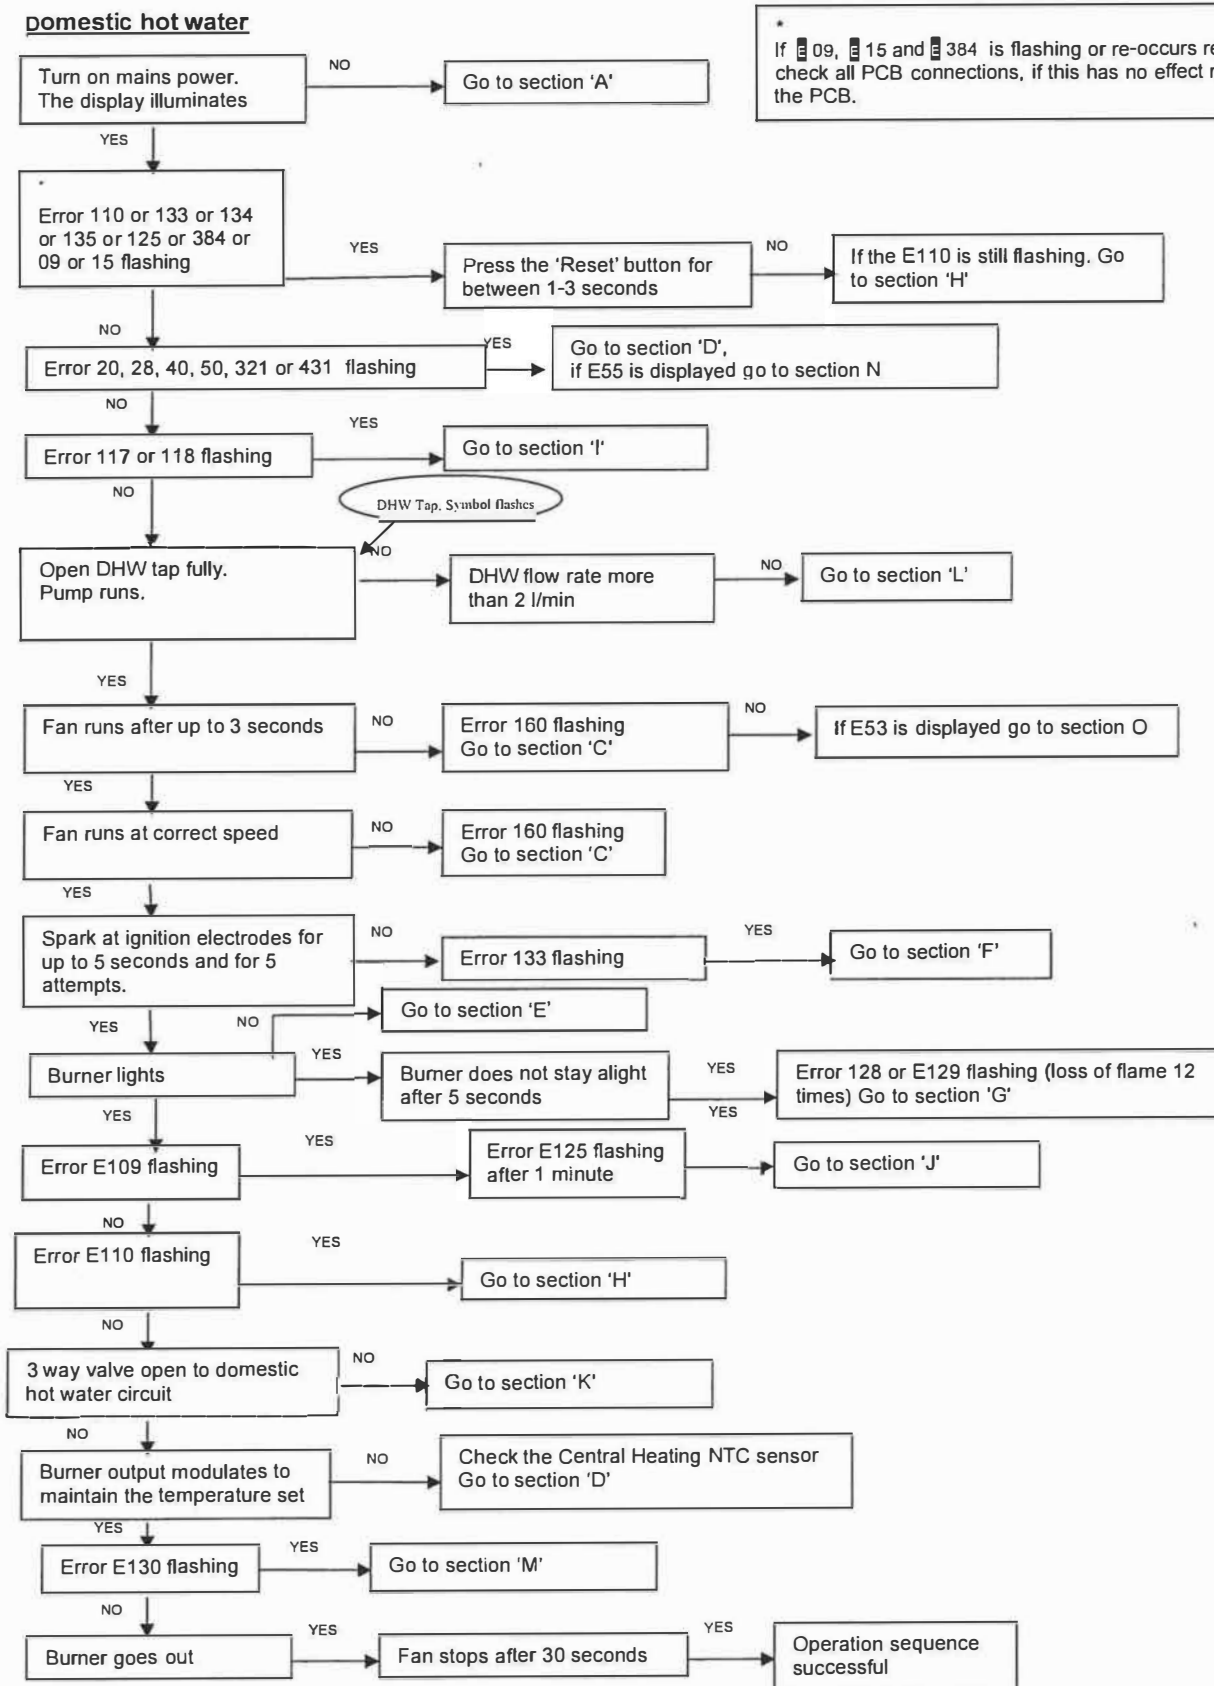 Domestic hot water
*
If E 09, E 15 and E 384 is flashing or re-occurs
check all PCB connections, if this has no effect
the PCB.
Turn on mains power.
The display illuminates
NO
Go to section 'A'
YES
*
Error 110 or 133 or 134
or 135 or 125 or 384 or
09 or 15 flashing
YES
Press the 'Reset' button for
between 1-3 seconds
NO
If the E110 is still flashing. Go
to section 'H'
NO
Error 20, 28, 40, 50, 321 or 431 flashing
YES
Go to section 'D',
if E55 is displayed go to section N
NO
Error 117 or 118 flashing
YES
Go to section 'I'
NO
DHW Tap. Symbol flashes
Open DHW tap fully.
Pump runs.
NO
DHW flow rate more
than 2 l/min
NO
Go to section 'L'
YES
Fan runs after up to 3 seconds
NO
Error 160 flashing
Go to section 'C'
NO
If E53 is displayed go to section O
YES
Fan runs at correct speed
NO
Error 160 flashing
Go to section 'C'
YES
Spark at ignition electrodes for
up to 5 seconds and for 5
attempts.
NO
Error 133 flashing
YES
Go to section 'F'
YES
NO
Go to section 'E'
Burner lights
YES
Burner does not stay alight
after 5 seconds
YES
YES
Error 128 or E129 flashing (loss of flame 12
times) Go to section 'G'
YES
Error E109 flashing
YES
Error E125 flashing
after 1 minute
Go to section 'J'
NO
Error E110 flashing
YES
Go to section 'H'
NO
3 way valve open to domestic
hot water circuit
NO
Go to section 'K'
NO
Burner output modulates to
maintain the temperature set
NO
Check the Central Heating NTC sensor
Go to section 'D'
YES
Error E130 flashing
YES
Go to section 'M'
NO
Burner goes out
YES
Fan stops after 30 seconds
YES
Operation sequence
successful